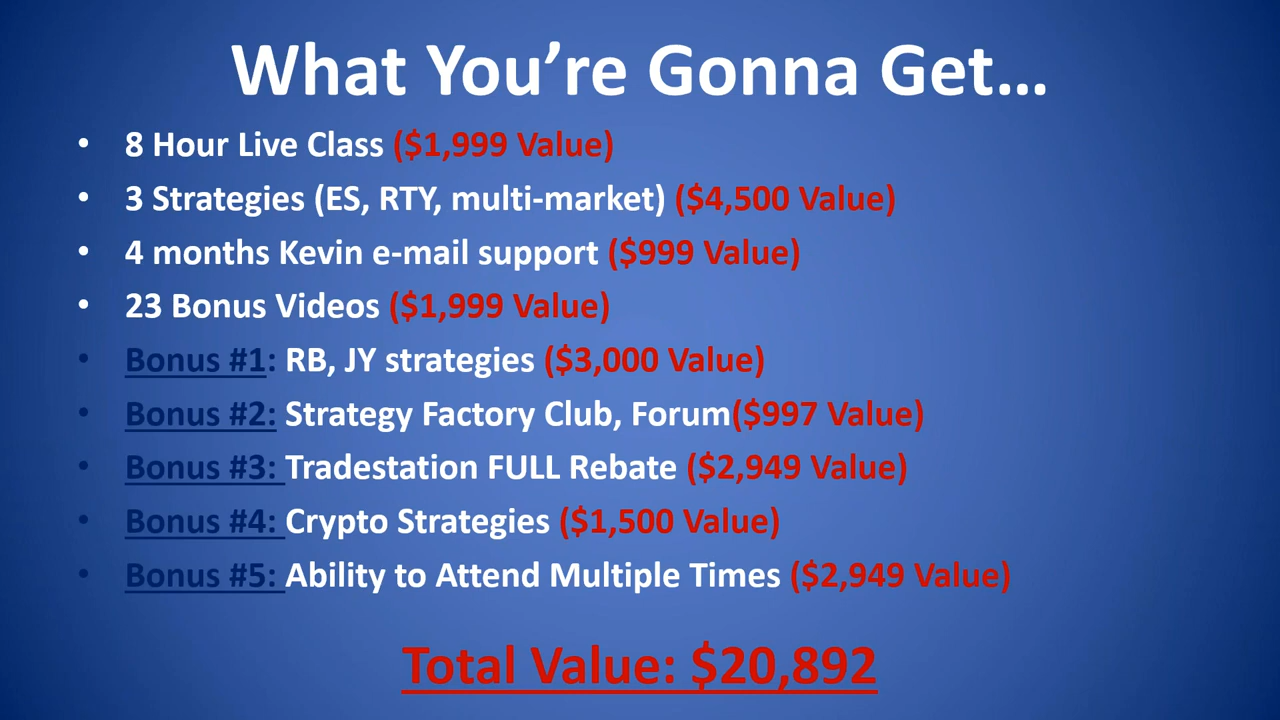 What You’re Gonna Get…
• 8 Hour Live Class ($1,999 Value)
• 3 Strategies (ES, RTY, multi-market) ($4,500 Value)
• 4 months Kevin e-mail support ($999 Value)
• 23 Bonus Videos ($1,999 Value)
• Bonus #1: RB, JY strategies ($3,000 Value)
• Bonus #2: Strategy Factory Club, Forum($997 Value)
• Bonus #3: Tradestation FULL Rebate ($2,949 Value)
• Bonus #4: Crypto Strategies ($1,500 Value)
• Bonus #5: Ability to Attend Multiple Times ($2,949 Value)
Total Value: $20,892